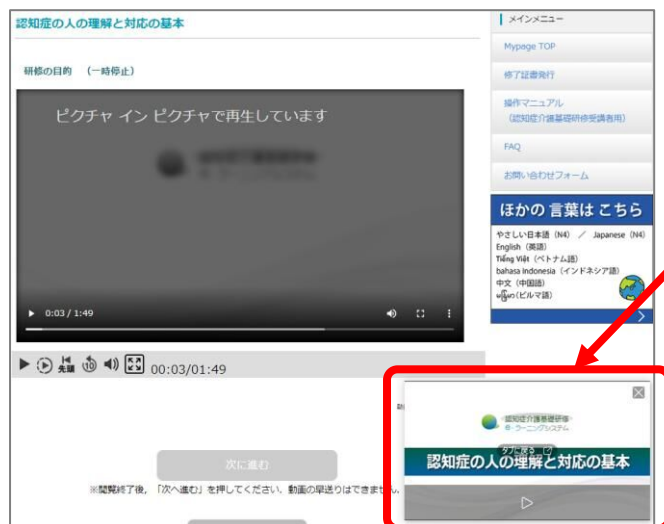 認知症の人の理解と対応の基本
研修の目的 （一時停止）
ピクチャ イン ピクチャで再生しています
0:03 / 1:49
先頭
10
00:03/01:49
次に進む
※閲覧終了後，「次へ進む」を押してください、動画の早送りはできません
メインメニュー
Mypage TOP
修了証書発行
操作マニュアル
（認知症介護基礎研修受講者用）
FAQ
お問い合わせフォーム
ほかの 言葉は こちら
やさしい日本語（N4） ／ Japanese（N4）
English（英語）
Tiếng Việt（ベトナム語）
bahasa Indonesia（インドネシア語）
中文（中国語）
（ビルマ語）
認知症介護基礎研修
e-ラーニングシステム
タブに戻る
認知症の人の理解と対応の基本